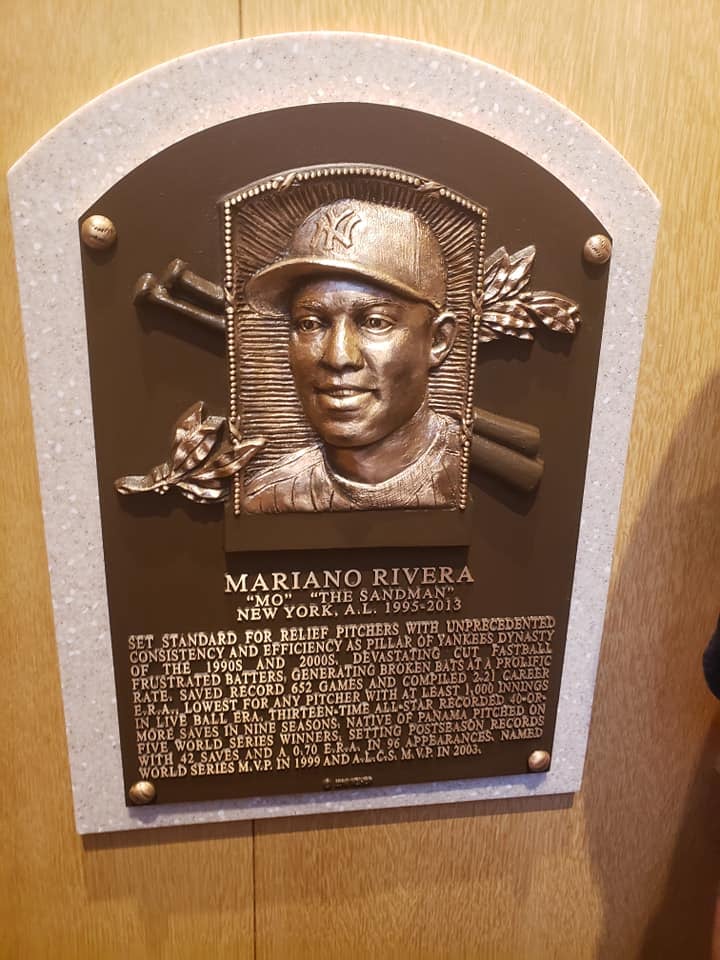 NY
MARIANO RIVERA
"MO" "THE SANDMAN"
NEW YORK, A.L. 1995-2013
SET STANDARD FOR RELIEF PITCHERS WITH UNPRECEDENTED
CONSISTENCY AND EFFICIENCY AS PILLAR OF YANKEES DYNASTY
OF THE 1990S AND 2000S. DEVASTATING CUT FASTBALL
FRUSTRATED BATTERS, GENERATING BROKEN BATS AT A PROLIFIC
RATE. SAVED RECORD 652 GAMES AND COMPILED 2.21 CAREER
E.R.A., LOWEST FOR ANY PITCHER WITH AT LEAST 1,000 INNINGS
IN LIVE BALL ERA. THIRTEEN-TIME ALL-STAR RECORDED 40-OR-
MORE SAVES IN NINE SEASONS. NATIVE OF PANAMA PITCHED ON
FIVE WORLD SERIES WINNERS, SETTING POSTSEASON RECORDS
WITH 42 SAVES AND A 0.70 E.R.A. IN 96 APPEARANCES. NAMED
WORLD SERIES M.V.P. IN 1999 AND A.L.C.S. M.V.P. IN 2003.